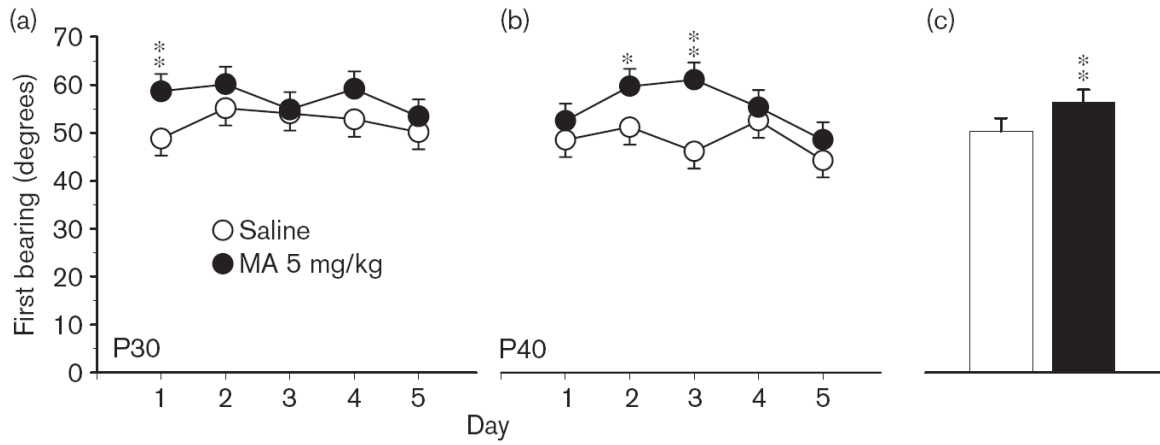 (a)
(b)
(c)
First bearing (degrees)
70
60
50
40
30
20
10
0
**
Saline
MA 5 mg/kg
P30
1 2 3 4 5
*
**
P40
1 2 3 4 5
Day
**